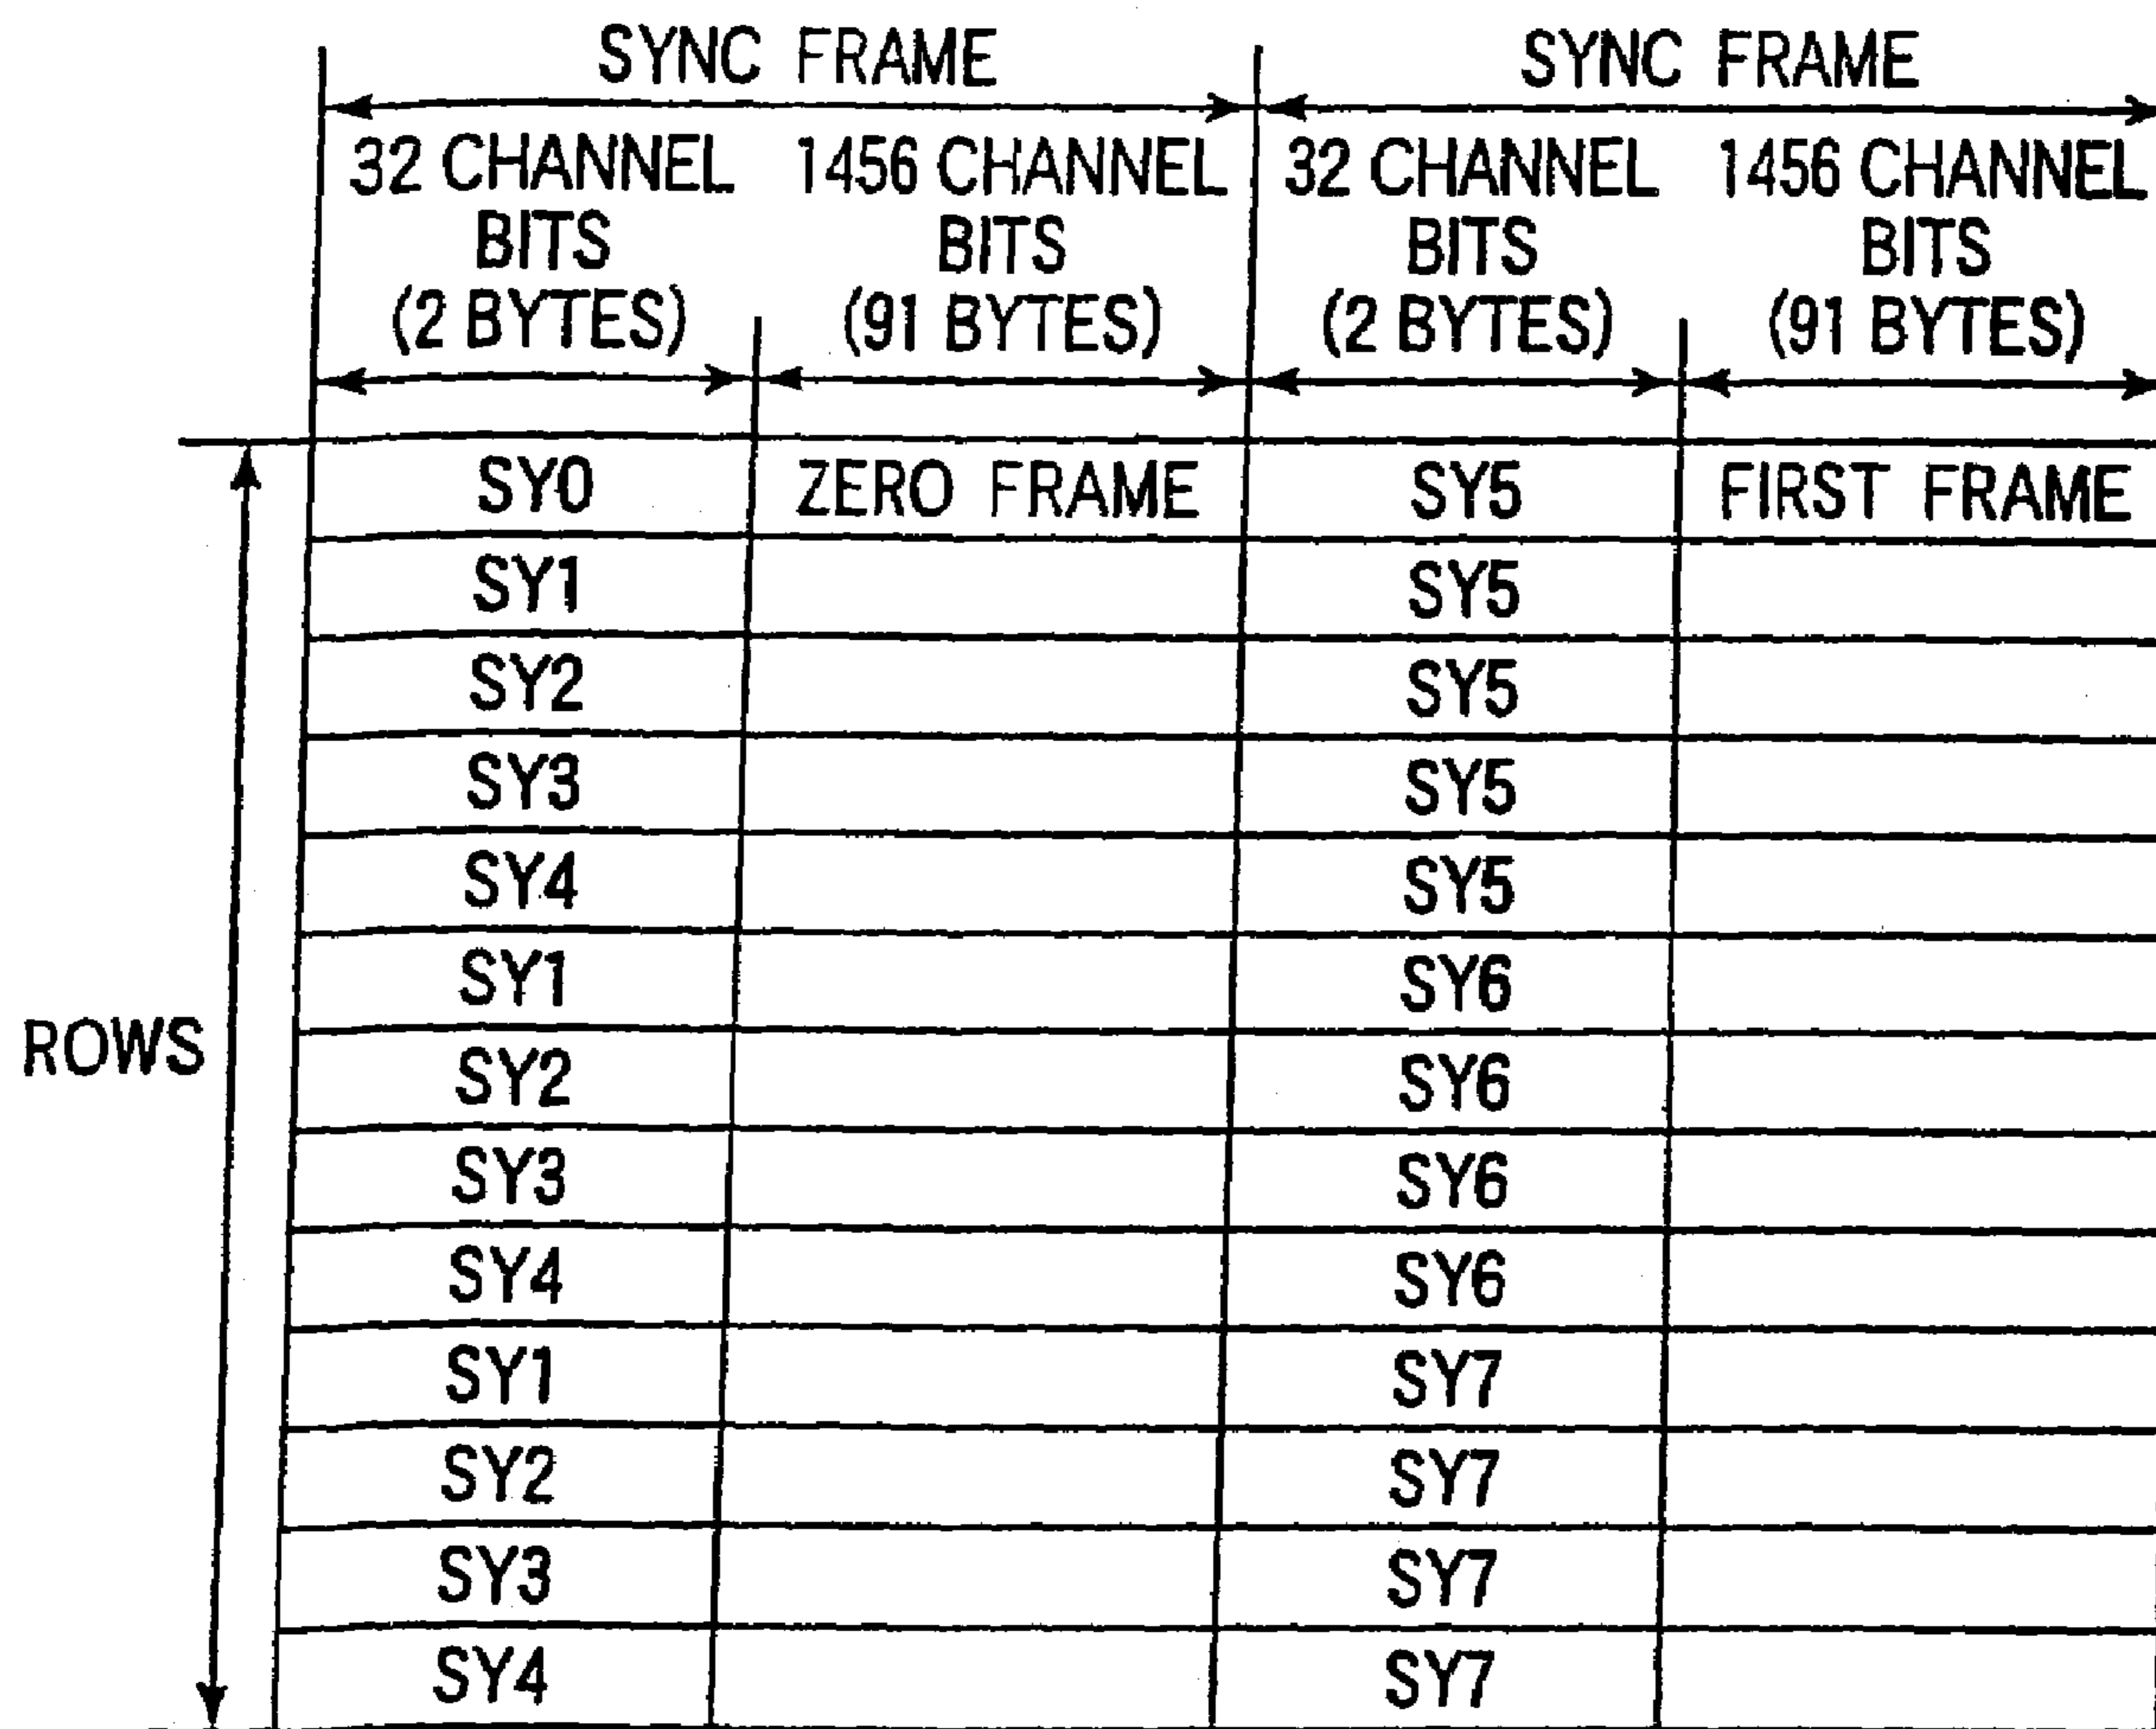 SYNC FRAME SYNC FRAME
32 CHANNEL BITS (2 BYTES) 1456 CHANNEL BITS (91 BYTES) 32 CHANNEL BITS (2 BYTES) 1456 CHANNEL BITS (91 BYTES)
SY0 ZERO FRAME SY5 FIRST FRAME
SY1 SY5
SY2 SY5
SY3 SY5
SY4 SY5
SY1 SY6
ROWS
SY2 SY6
SY3 SY6
SY4 SY6
SY1 SY7
SY2 SY7
SY3 SY7
SY4 SY7